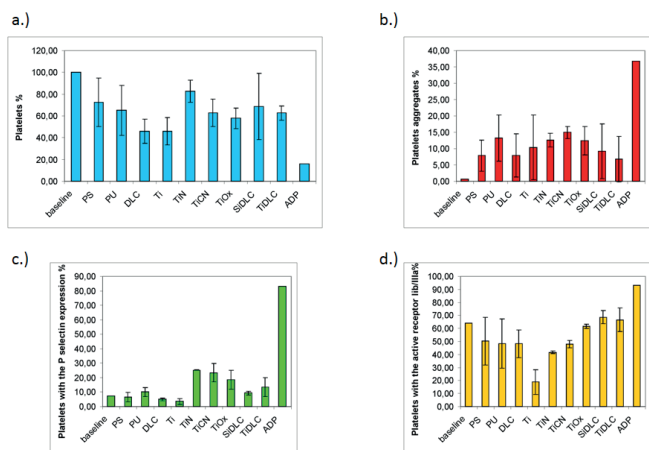 a.)
Platelets %
120,00
100,00
80,00
60,00
40,00
20,00
0,00
baseline
PS
PU
DLC
Ti
TiN
TiCN
TiOx
SiDLC
TiDLC
ADP
b.)
Platelets aggregates %
40,00
35,00
30,00
25,00
20,00
15,00
10,00
5,00
0,00
baseline
PS
PU
DLC
Ti
TiN
TiCN
TiOx
SiDLC
TiDLC
ADP
c.)
Platelets with the P selectin expression %
90,00
80,00
70,00
60,00
50,00
40,00
30,00
20,00
10,00
0,00
baseline
PS
PU
DLC
Ti
TiN
TiCN
TiOx
SiDLC
TiDLC
ADP
d.)
Platelets with the active receptor iib/IIIa%
100,00
90,00
80,00
70,00
60,00
50,00
40,00
30,00
20,00
10,00
0,00
baseline
PS
PU
DLC
Ti
TiN
TiCN
TiOx
SiDLC
TiDLC
ADP